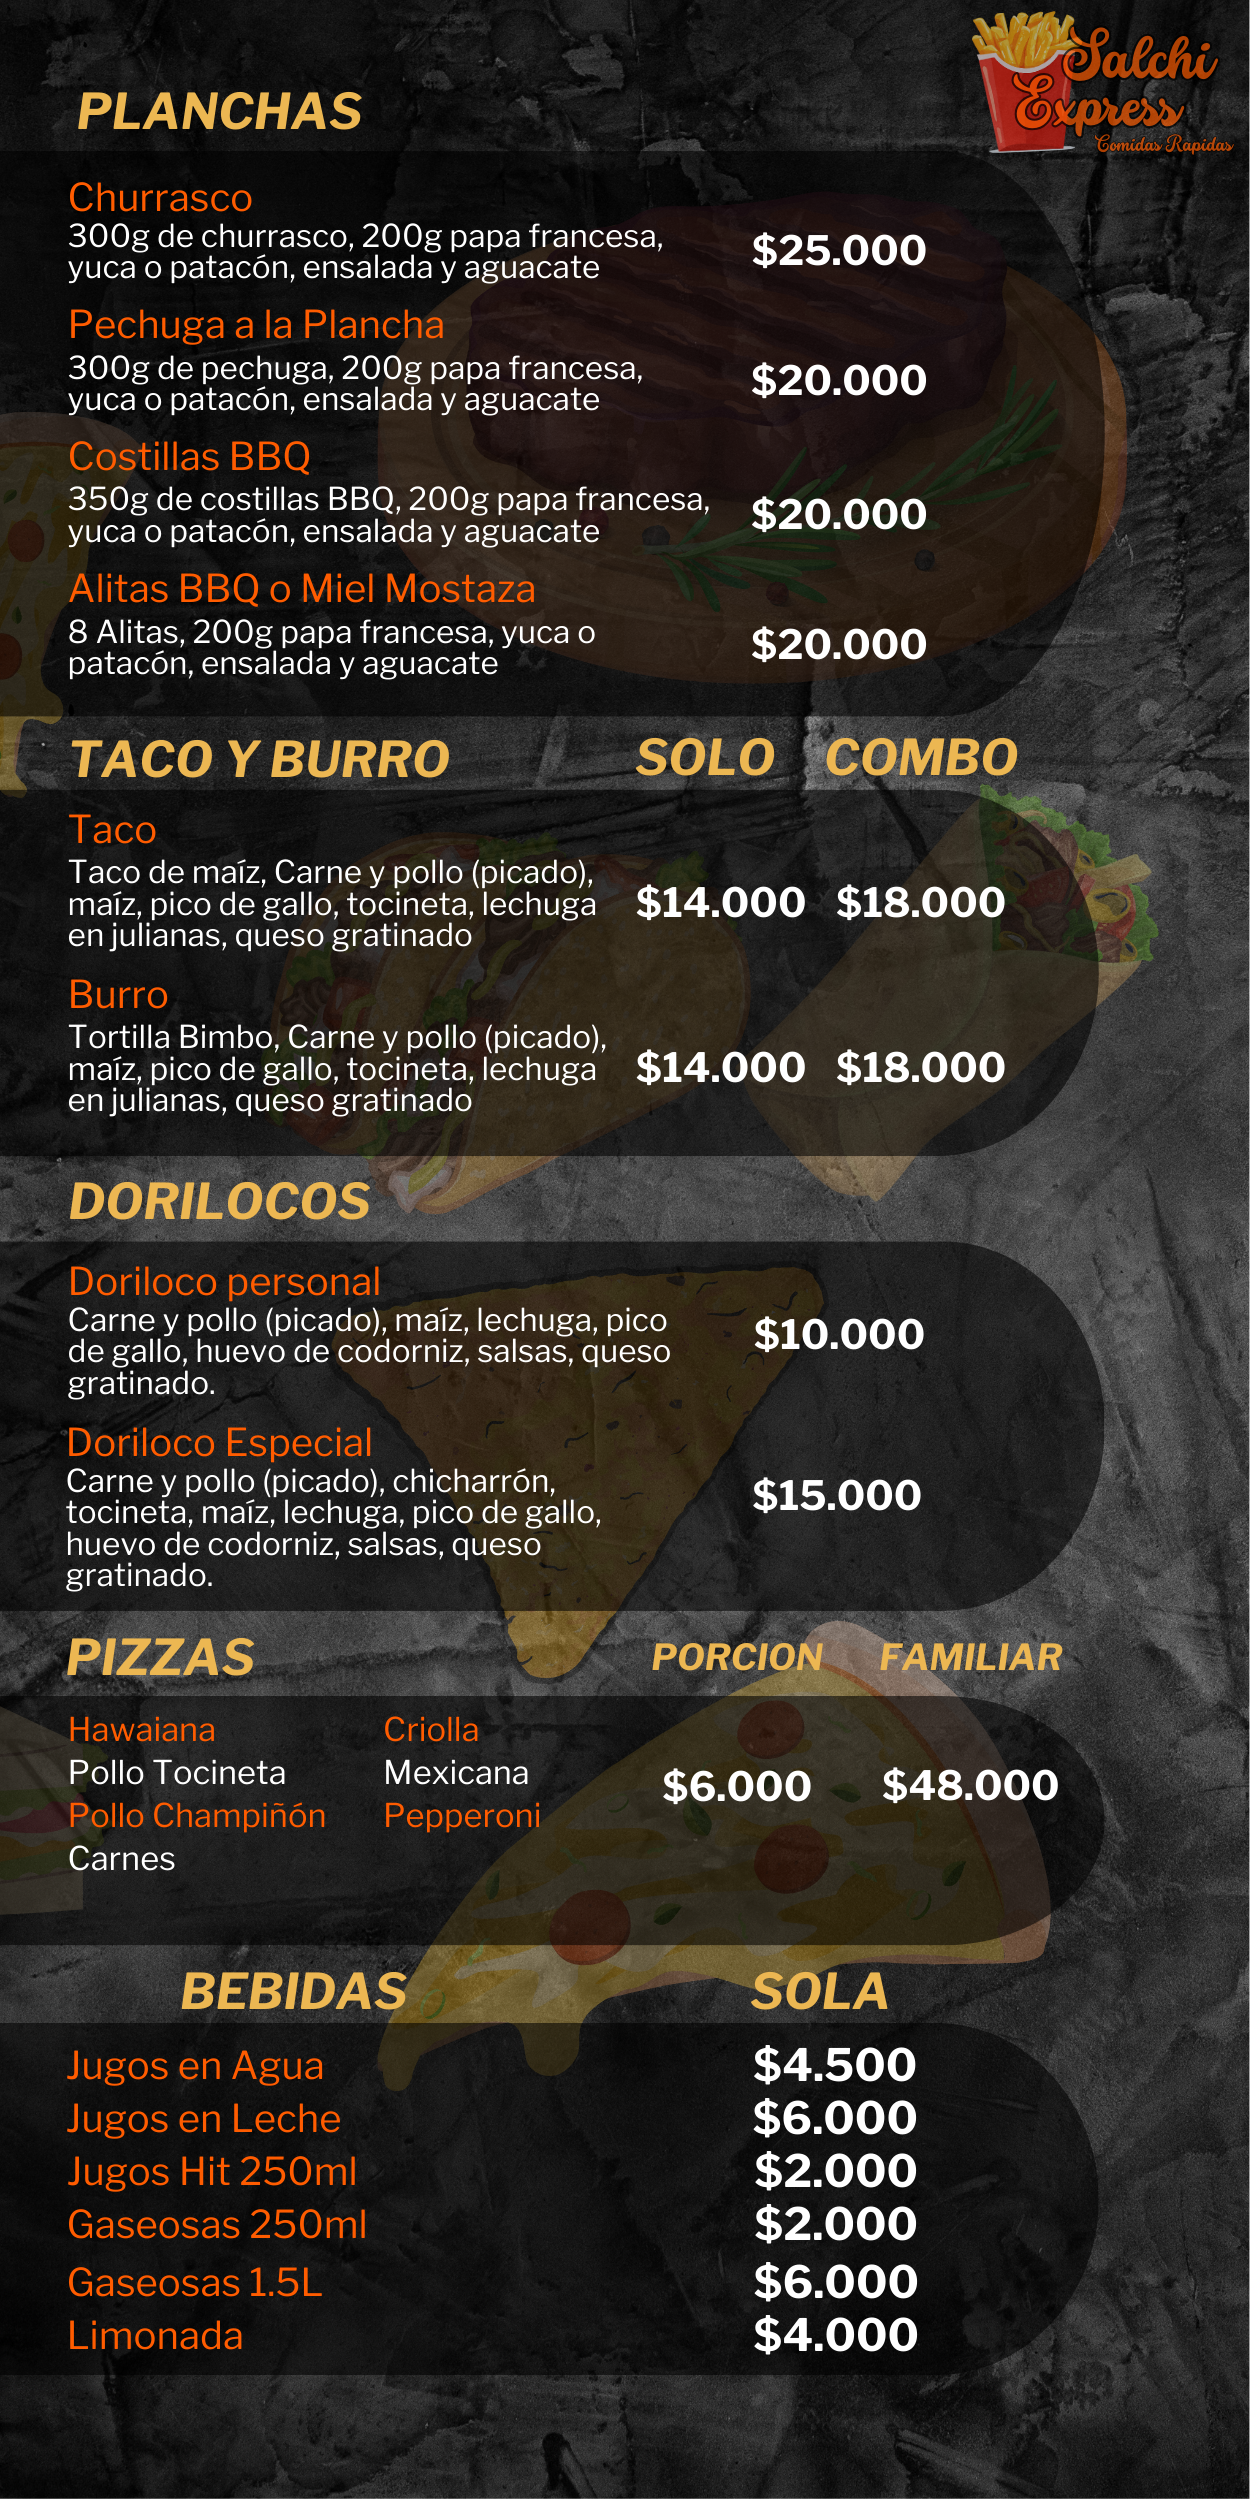 Salchi
Express
Comidas Rapidas
PLANCHAS
Churrasco
300g de churrasco, 200g papa francesa,
yuca o patacón, ensalada y aguacate
$25.000
Pechuga a la Plancha
300g de pechuga, 200g papa francesa,
yuca o patacón, ensalada y aguacate
$20.000
Costillas BBQ
350g de costillas BBQ, 200g papa francesa,
yuca o patacón, ensalada y aguacate
$20.000
Alitas BBQ o Miel Mostaza
8 Alitas, 200g papa francesa, yuca o
patacón, ensalada y aguacate
$20.000
TACO Y BURRO SOLO COMBO
Taco
Taco de maíz, Carne y pollo (picado),
maíz, pico de gallo, tocineta, lechuga
en julianas, queso gratinado
$14.000 $18.000
Burro
Tortilla Bimbo, Carne y pollo (picado),
maíz, pico de gallo, tocineta, lechuga
en julianas, queso gratinado
$14.000 $18.000
DORILOCOS
Doriloco personal
Carne y pollo (picado), maíz, lechuga, pico
de gallo, huevo de codorniz, salsas, queso
gratinado.
$10.000
Doriloco Especial
Carne y pollo (picado), chicharrón,
tocineta, maíz, lechuga, pico de gallo,
huevo de codorniz, salsas, queso
gratinado.
$15.000
PIZZAS PORCION FAMILIAR
Hawaiana Criolla
Pollo Tocineta Mexicana
Pollo Champiñón Pepperoni
Carnes
$6.000 $48.000
BEBIDAS SOLA
Jugos en Agua $4.500
Jugos en Leche $6.000
Jugos Hit 250ml $2.000
Gaseosas 250ml $2.000
Gaseosas 1.5L $6.000
Limonada $4.000